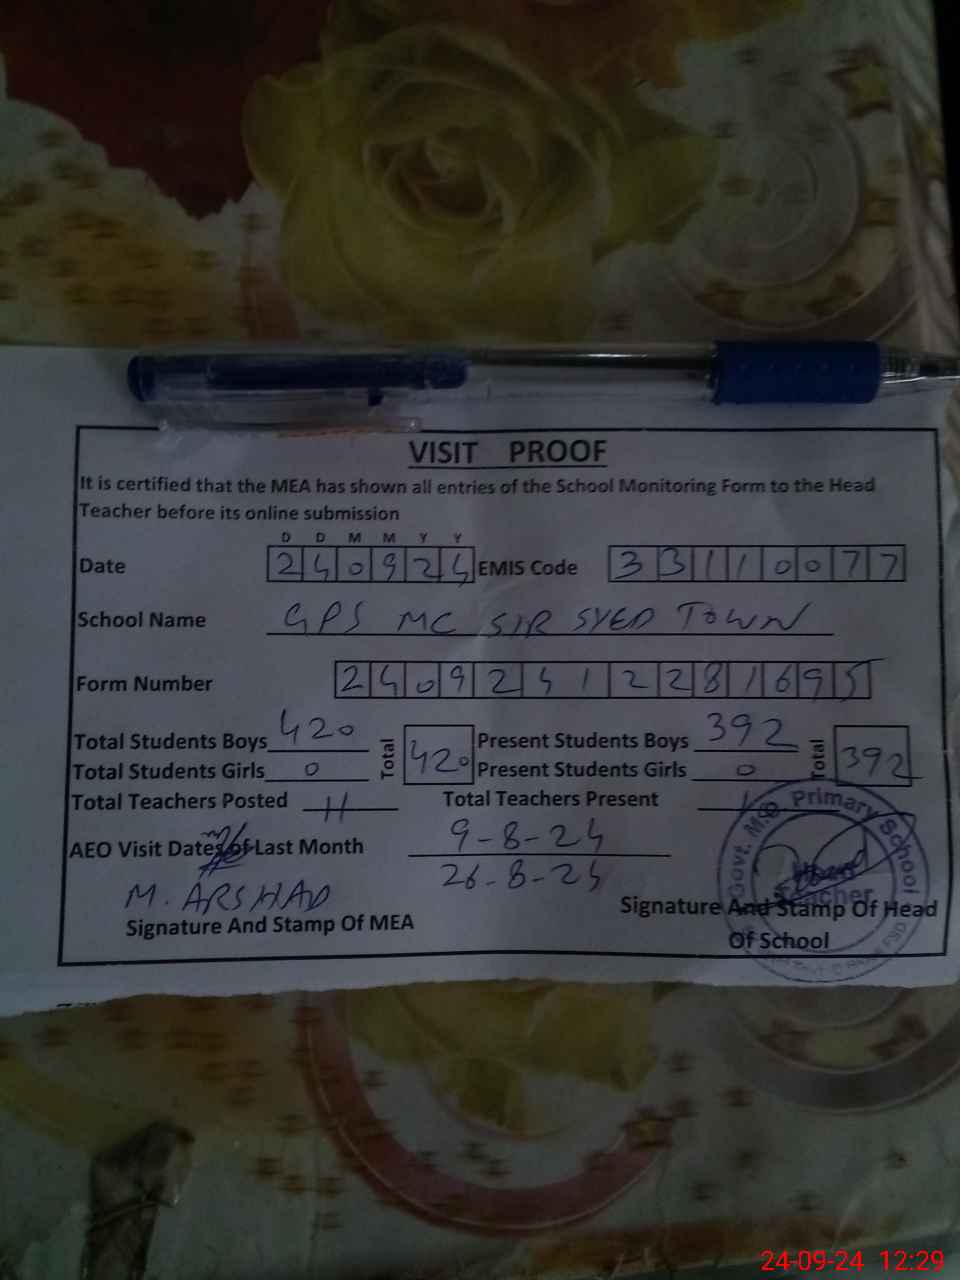 VISIT PROOF
It is certified that the MEA has shown all entries of the School Monitoring Form to the Head
Teacher before its online submission
D D M M Y Y
Date 240924 EMIS Code 33110077
School Name GPS MC SIR SYED TOWN
Form Number 24092412281695
Total Students Boys 420 Total 420 Present Students Boys 392 Total 392
Total Students Girls 0 Present Students Girls 0
Total Teachers Posted 11 Total Teachers Present
AEO Visit Dates of Last Month 9-8-24
26-8-24
M. ARSHAD
Signature And Stamp Of MEA
Signature And Stamp Of Head
Of School
Govt. M.C Primary School
Head
Teacher
24-09-24 12:29